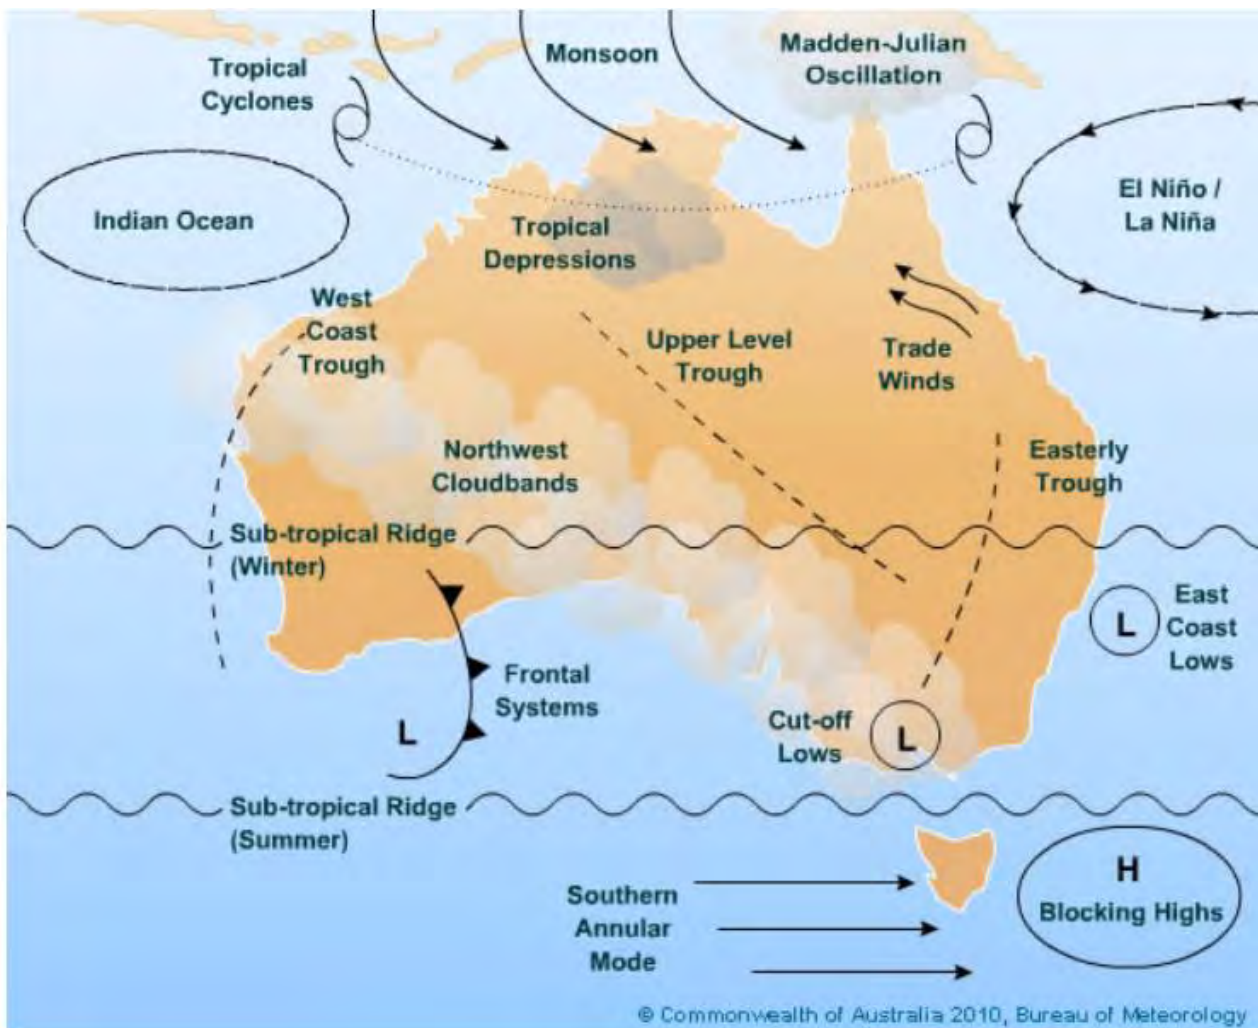 Monsoon
Madden-Julian
Oscillation
Tropical
Cyclones
Indian Ocean
El Niño /
La Niña
Tropical
Depressions
West
Coast
Trough
Upper Level
Trough
Trade
Winds
Northwest
Cloudbands
Easterly
Trough
Sub-tropical Ridge
(Winter)
East
Coast
Lows
L
Frontal
Systems
L
Cut-off
Lows
L
Sub-tropical Ridge
(Summer)
H
Blocking Highs
Southern
Annular
Mode
© Commonwealth of Australia 2010, Bureau of Meteorology